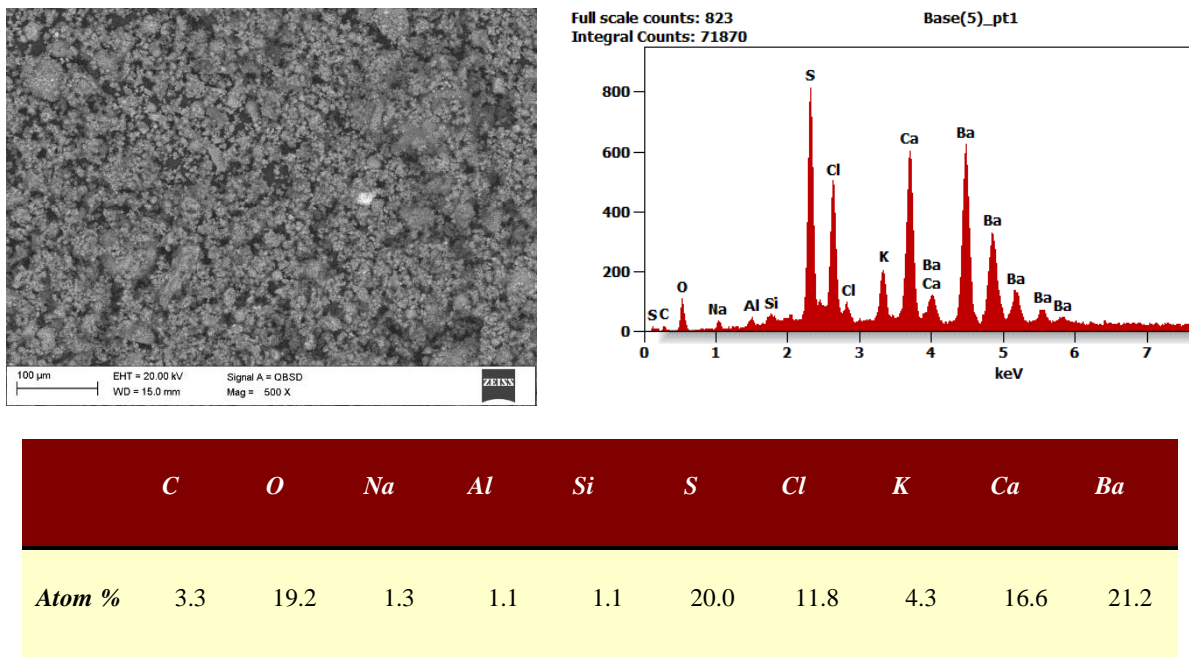 Full scale counts: 823
Integral Counts: 71870
Base(5)_pt1
800
600
400
200
0
S
Cl
Ca
Ba
Ba
K
Ba
Ca
Cl
O
Na
Al
Si
S
C
Ba
Ba
Ba
0 1 2 3 4 5 6 7
keV
100 µm
EHT = 20.00 kV
WD = 15.0 mm
Signal A = QBSD
Mag = 500 X
ZEISS
C O Na Al Si S Cl K Ca Ba
Atom % 3.3 19.2 1.3 1.1 1.1 20.0 11.8 4.3 16.6 21.2